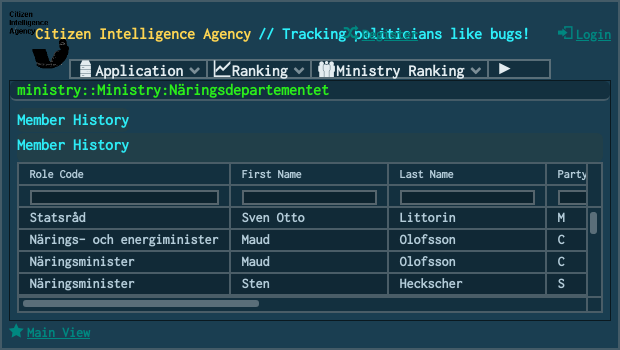 Citizen
Intelligence
Agency
Citizen Intelligence Agency // Tracking politicians like bugs!
Register
Login
Application
Ranking
Ministry Ranking
ministry::Ministry:Näringsdepartementet
Member History
Member History
Role Code First Name Last Name Party
Statsråd Sven Otto Littorin M
Närings- och energiminister Maud Olofsson C
Näringsminister Maud Olofsson C
Näringsminister Sten Heckscher S
Main View